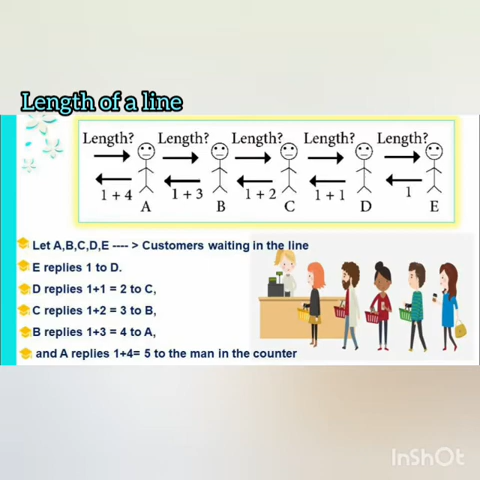 Length of a line
Length? Length? Length? Length? Length?
1 + 4 1 + 3 1 + 2 1 + 1 1
A B C D E
Let A,B,C,D,E ---- > Customers waiting in the line
E replies 1 to D.
D replies 1+1 = 2 to C,
C replies 1+2 = 3 to B,
B replies 1+3 = 4 to A,
and A replies 1+4= 5 to the man in the counter
InShOt